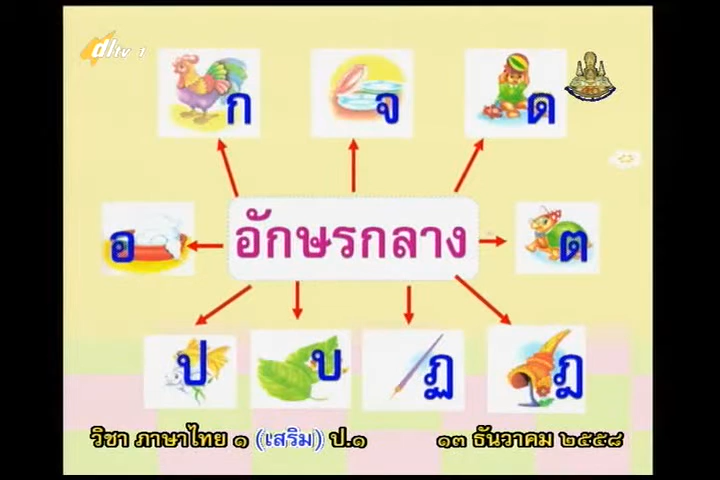 dltv 1
ก
จ
ด
อ
อักษรกลาง
ต
ป
บ
ฏ
ฎ
วิชา ภาษาไทย ๑ (เสริม) ป.๑
๑๓ ธันวาคม ๒๕๕๘